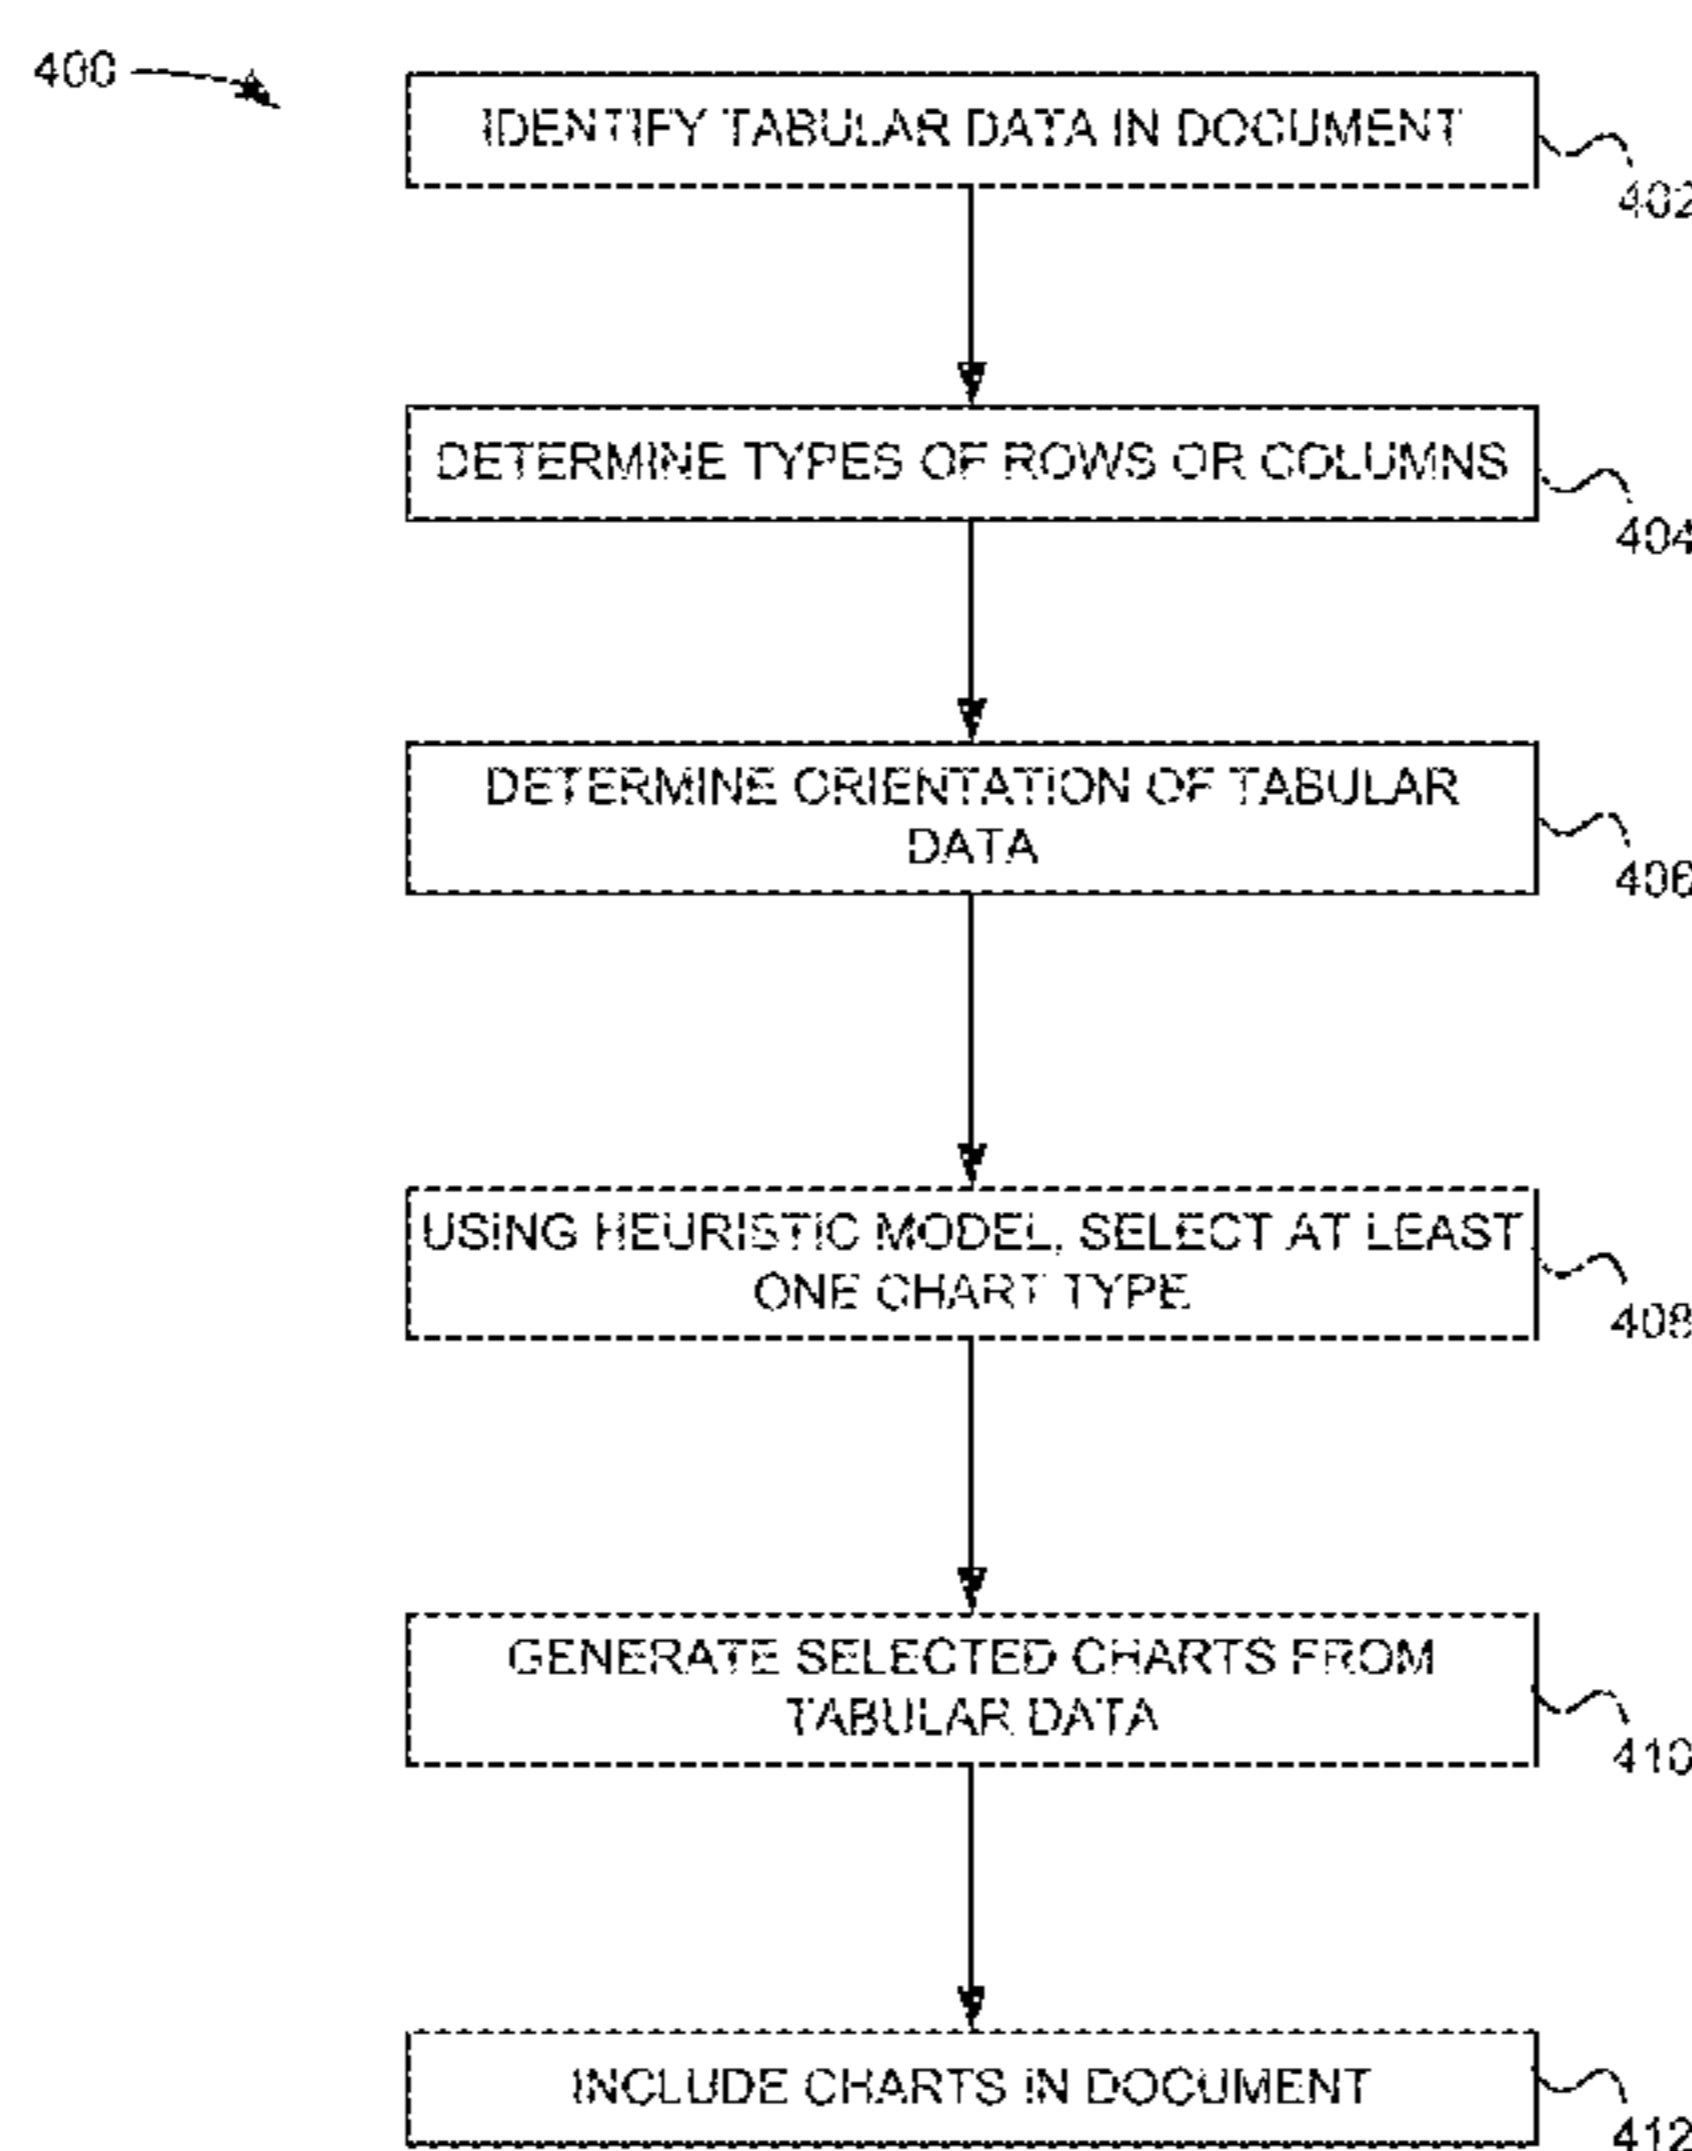 400
IDENTIFY TABULAR DATA IN DOCUMENT
402
DETERMINE TYPES OF ROWS OR COLUMNS
404
DETERMINE ORIENTATION OF TABULAR
DATA
406
USING HEURISTIC MODEL, SELECT AT LEAST
ONE CHART TYPE
408
GENERATE SELECTED CHARTS FROM
TABULAR DATA
410
INCLUDE CHARTS IN DOCUMENT
412